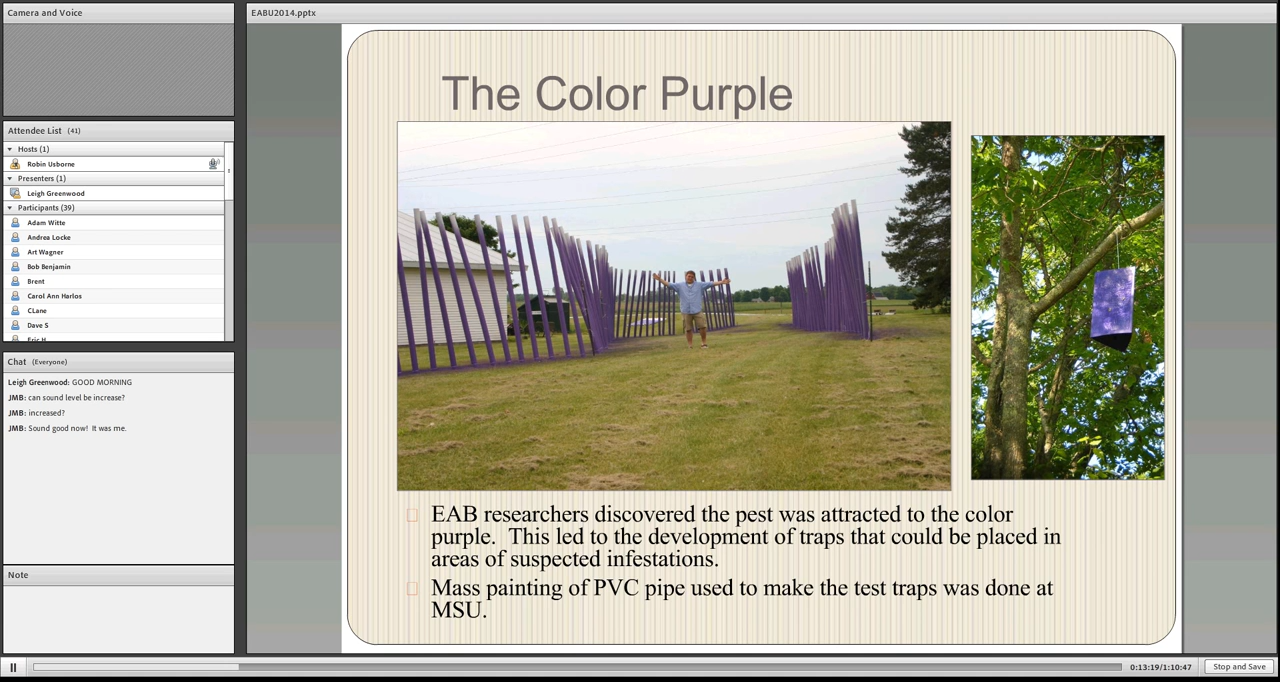 Camera and Voice
Attendee List (41)
Hosts (1)
Robin Usborne
Presenters (1)
Leigh Greenwood
Participants (39)
Adam Witte
Andrea Locke
Art Wagner
Bob Benjamin
Brent
Carol Ann Harlos
CLane
Dave S
Eric H
Chat (Everyone)
Leigh Greenwood: GOOD MORNING
JMB: can sound level be increase?
JMB: increased?
JMB: Sound good now! It was me.
Note
EABU2014.pptx
The Color Purple
EAB researchers discovered the pest was attracted to the color
purple. This led to the development of traps that could be placed in
areas of suspected infestations.
Mass painting of PVC pipe used to make the test traps was done at
MSU.
0:13:19/1:10:47
Stop and Save